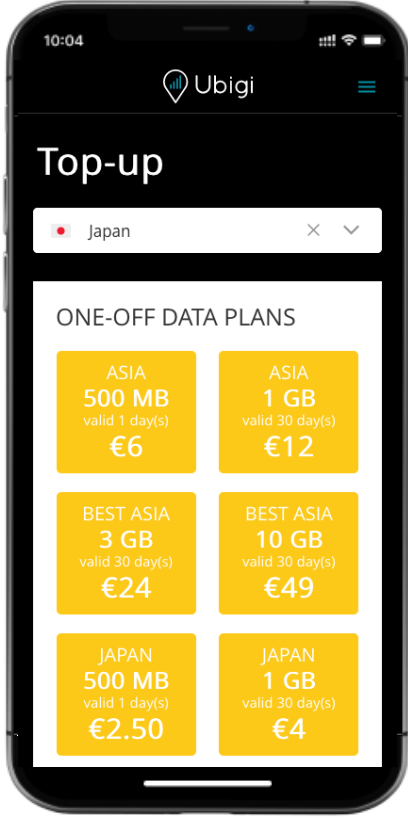 10:04
Ubigi
Top-up
Japan
ONE-OFF DATA PLANS
ASIA
500 MB
valid 1 day(s)
€6
ASIA
1 GB
valid 30 day(s)
€12
BEST ASIA
3 GB
valid 30 day(s)
€24
BEST ASIA
10 GB
valid 30 day(s)
€49
JAPAN
500 MB
valid 1 day(s)
€2.50
JAPAN
1 GB
valid 30 day(s)
€4